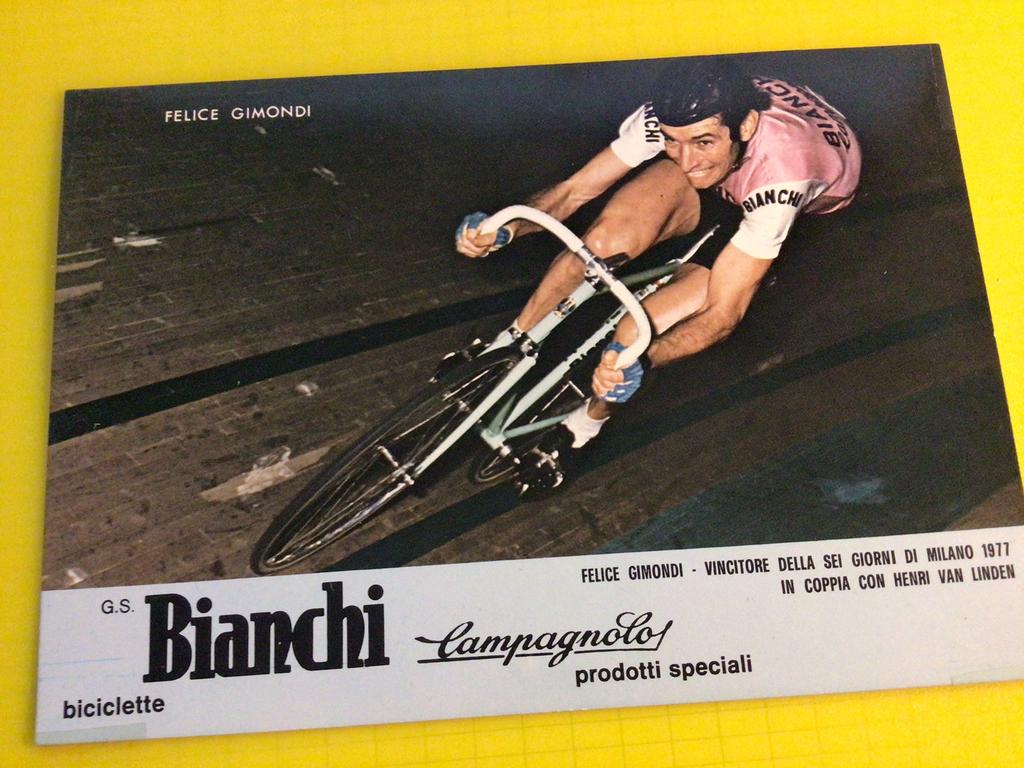 FELICE GIMONDI
BIANCHI
BIANCHI
BIANCHI
FELICE GIMONDI - VINCITORE DELLA SEI GIORNI DI MILANO 1977
IN COPPIA CON HENRI VAN LINDEN
G.S. Bianchi
Campagnolo
prodotti speciali
biciclette